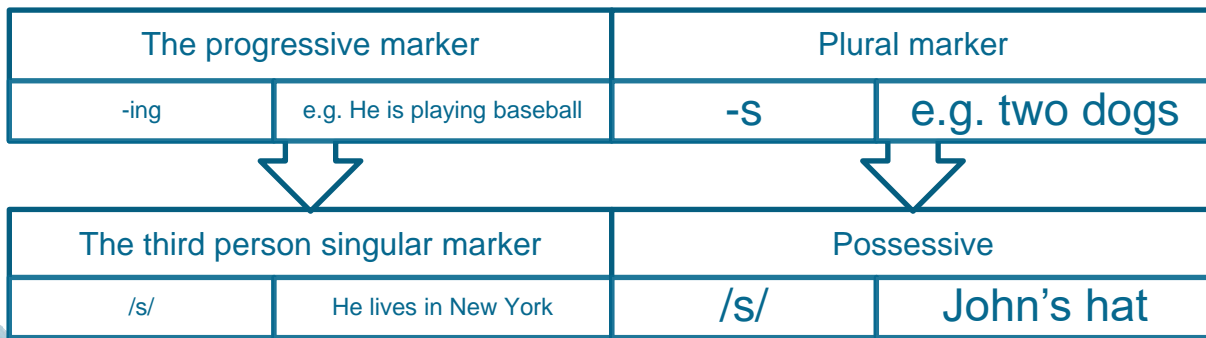 The progressive marker Plural marker
-ing e.g. He is playing baseball -s e.g. two dogs
The third person singular marker Possessive
/s/ He lives in New York /s/ John's hat